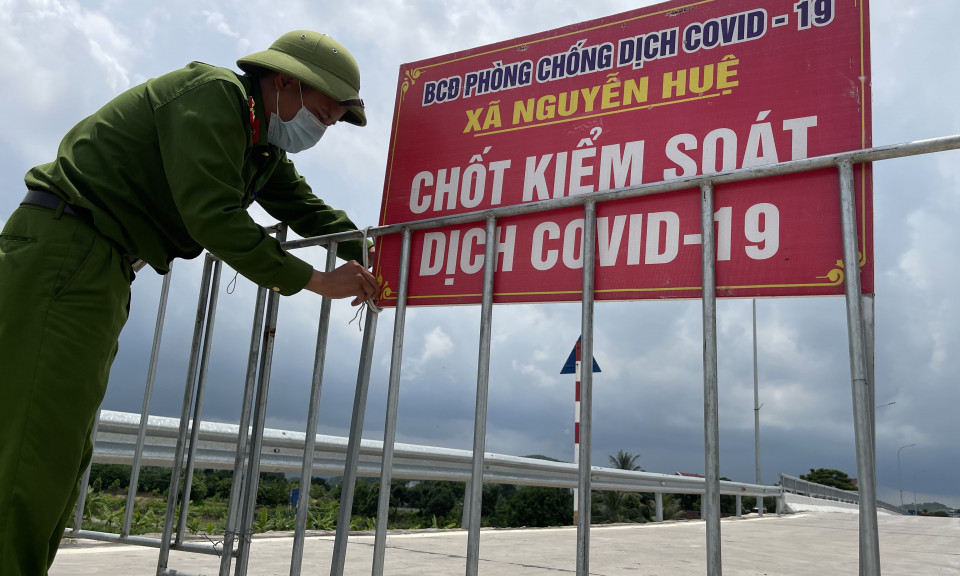 BCĐ PHÒNG CHỐNG DỊCH COVID - 19
XÃ NGUYỄN HUỆ
CHỐT KIỂM SOÁT
DỊCH COVID-19